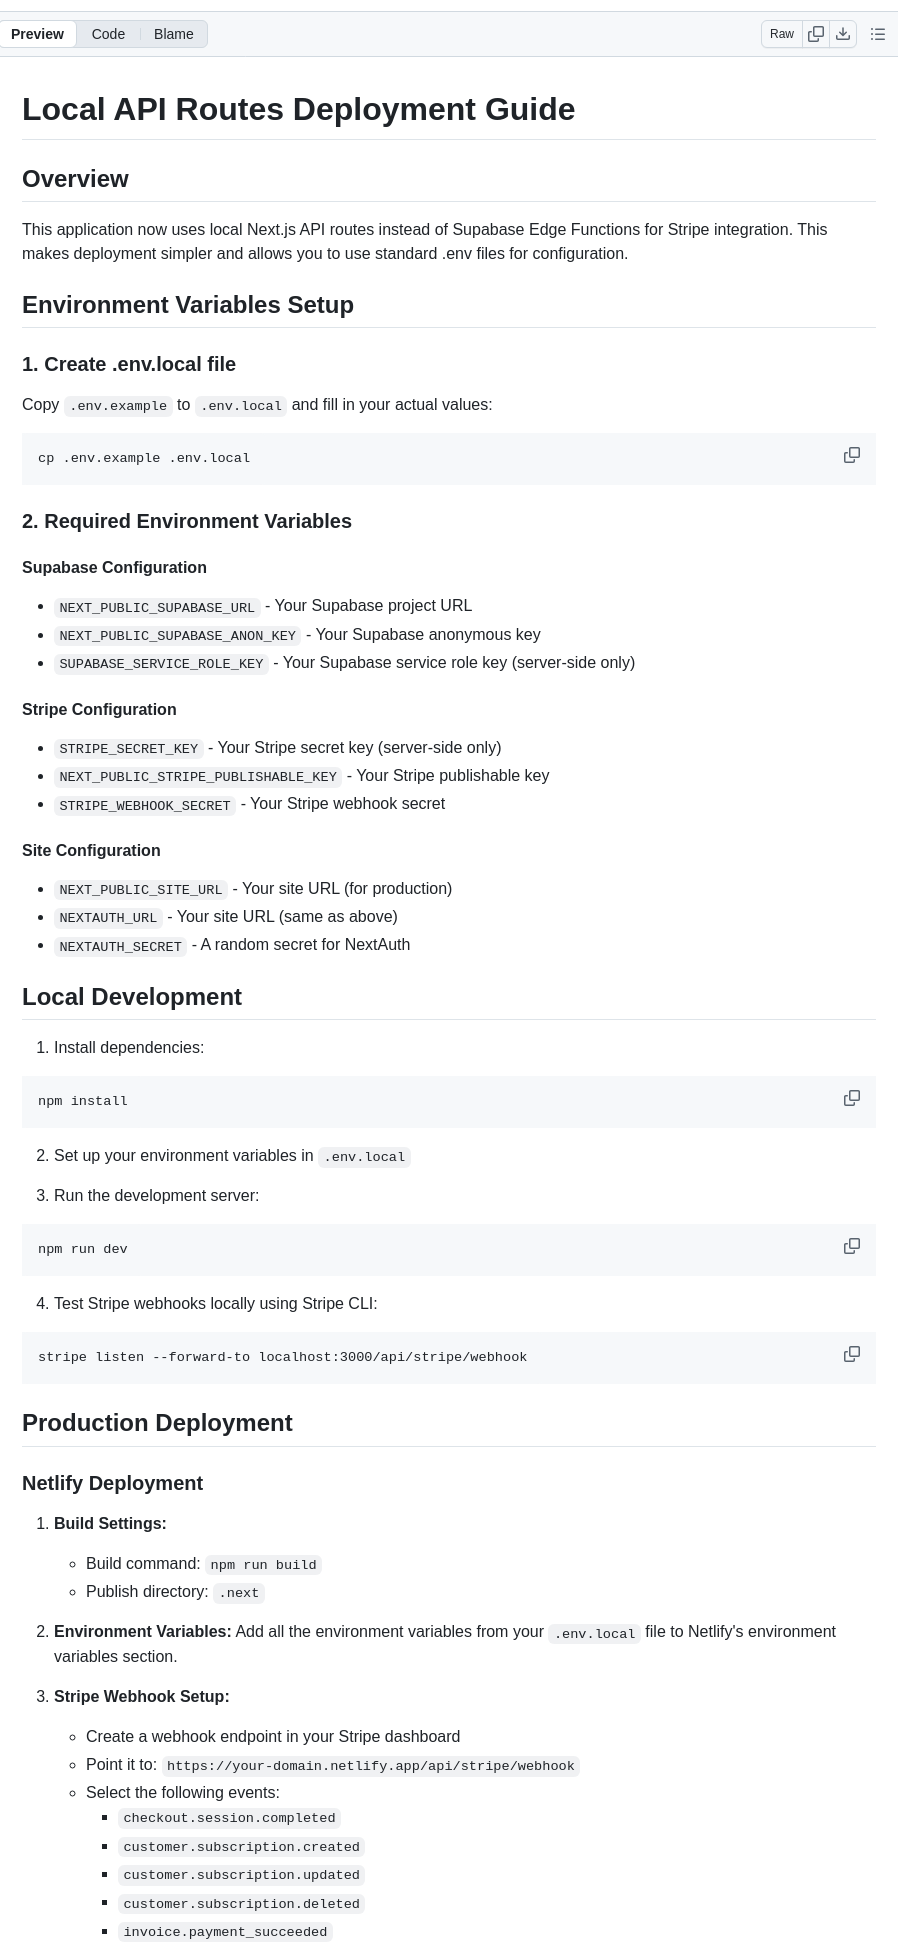 Preview Code Blame Raw
Local API Routes Deployment Guide
Overview
This application now uses local Next.js API routes instead of Supabase Edge Functions for Stripe integration. This
makes deployment simpler and allows you to use standard .env files for configuration.
Environment Variables Setup
1. Create .env.local file
Copy .env.example to .env.local and fill in your actual values:
cp .env.example .env.local
2. Required Environment Variables
Supabase Configuration
• NEXT_PUBLIC_SUPABASE_URL - Your Supabase project URL
• NEXT_PUBLIC_SUPABASE_ANON_KEY - Your Supabase anonymous key
• SUPABASE_SERVICE_ROLE_KEY - Your Supabase service role key (server-side only)
Stripe Configuration
• STRIPE_SECRET_KEY - Your Stripe secret key (server-side only)
• NEXT_PUBLIC_STRIPE_PUBLISHABLE_KEY - Your Stripe publishable key
• STRIPE_WEBHOOK_SECRET - Your Stripe webhook secret
Site Configuration
• NEXT_PUBLIC_SITE_URL - Your site URL (for production)
• NEXTAUTH_URL - Your site URL (same as above)
• NEXTAUTH_SECRET - A random secret for NextAuth
Local Development
1. Install dependencies:
npm install
2. Set up your environment variables in .env.local
3. Run the development server:
npm run dev
4. Test Stripe webhooks locally using Stripe CLI:
stripe listen --forward-to localhost:3000/api/stripe/webhook
Production Deployment
Netlify Deployment
1. Build Settings:
◦ Build command: npm run build
◦ Publish directory: .next
2. Environment Variables: Add all the environment variables from your .env.local file to Netlify's environment
variables section.
3. Stripe Webhook Setup:
◦ Create a webhook endpoint in your Stripe dashboard
◦ Point it to: https://your-domain.netlify.app/api/stripe/webhook
◦ Select the following events:
▪ checkout.session.completed
▪ customer.subscription.created
▪ customer.subscription.updated
▪ customer.subscription.deleted
▪ invoice.payment_succeeded